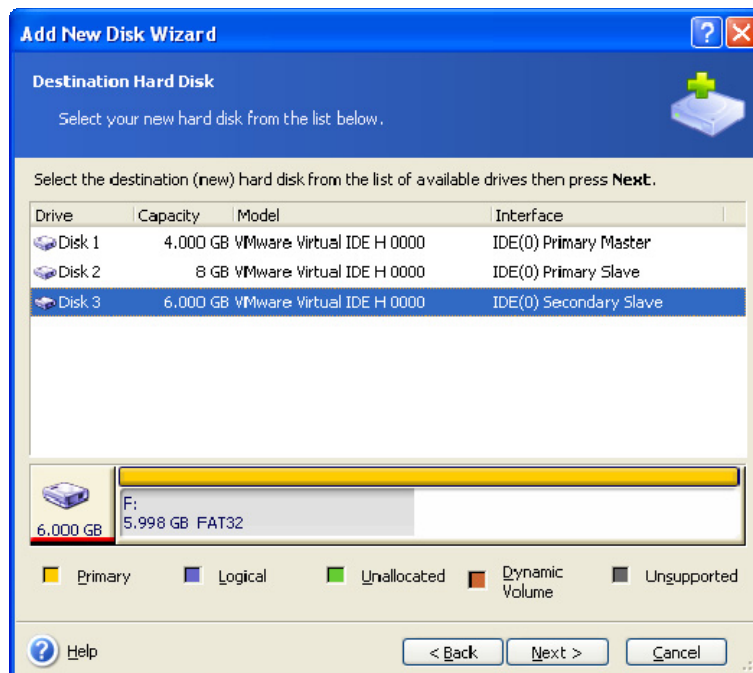 Add New Disk Wizard
Destination Hard Disk
Select your new hard disk from the list below.
Select the destination (new) hard disk from the list of available drives then press Next.
Drive Capacity Model Interface
Disk 1 4.000 GB VMware Virtual IDE H 0000 IDE(0) Primary Master
Disk 2 8 GB VMware Virtual IDE H 0000 IDE(0) Primary Slave
Disk 3 6.000 GB VMware Virtual IDE H 0000 IDE(0) Secondary Slave
F:
6.000 GB 5.998 GB FAT32
Primary Logical Unallocated Dynamic Volume Unsupported
Help < Back Next > Cancel